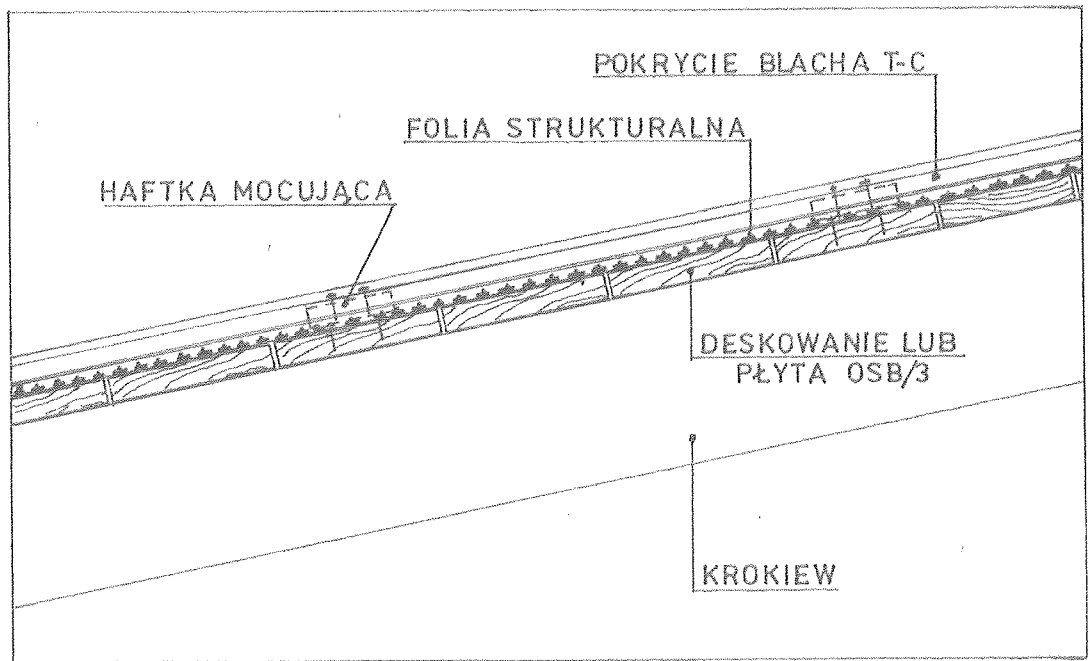 POKRYCIE BLACHA T-C
FOLIA STRUKTURALNA
HAFTKA MOCUJĄCA
DESKOWANIE LUB
PŁYTA OSB/3
KROKIEW